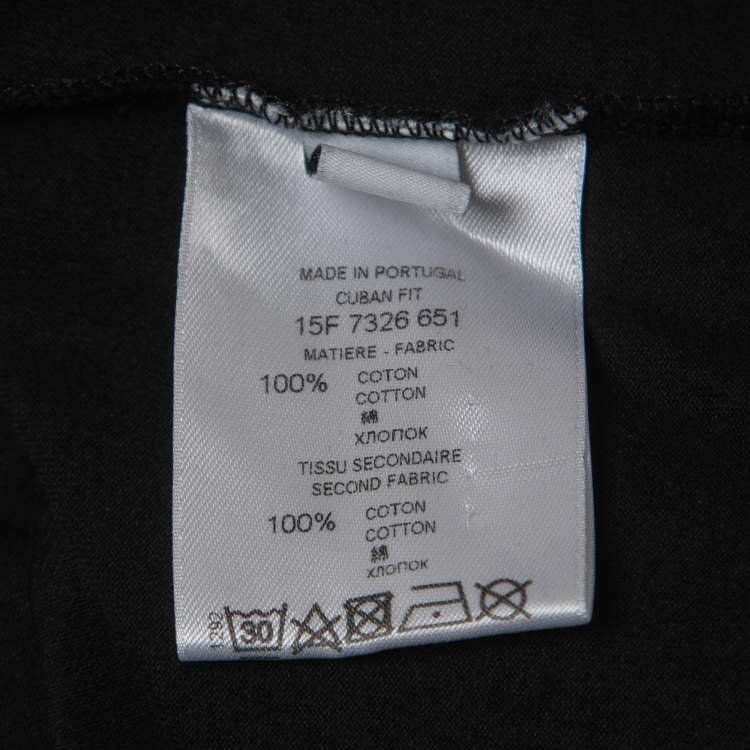 MADE IN PORTUGAL
CUBAN FIT
15F 7326 651
MATIERE - FABRIC
100% COTON
COTTON
綿
ХЛОПОК
TISSU SECONDAIRE
SECOND FABRIC
100% COTON
COTTON
綿
ХЛОПОК
30